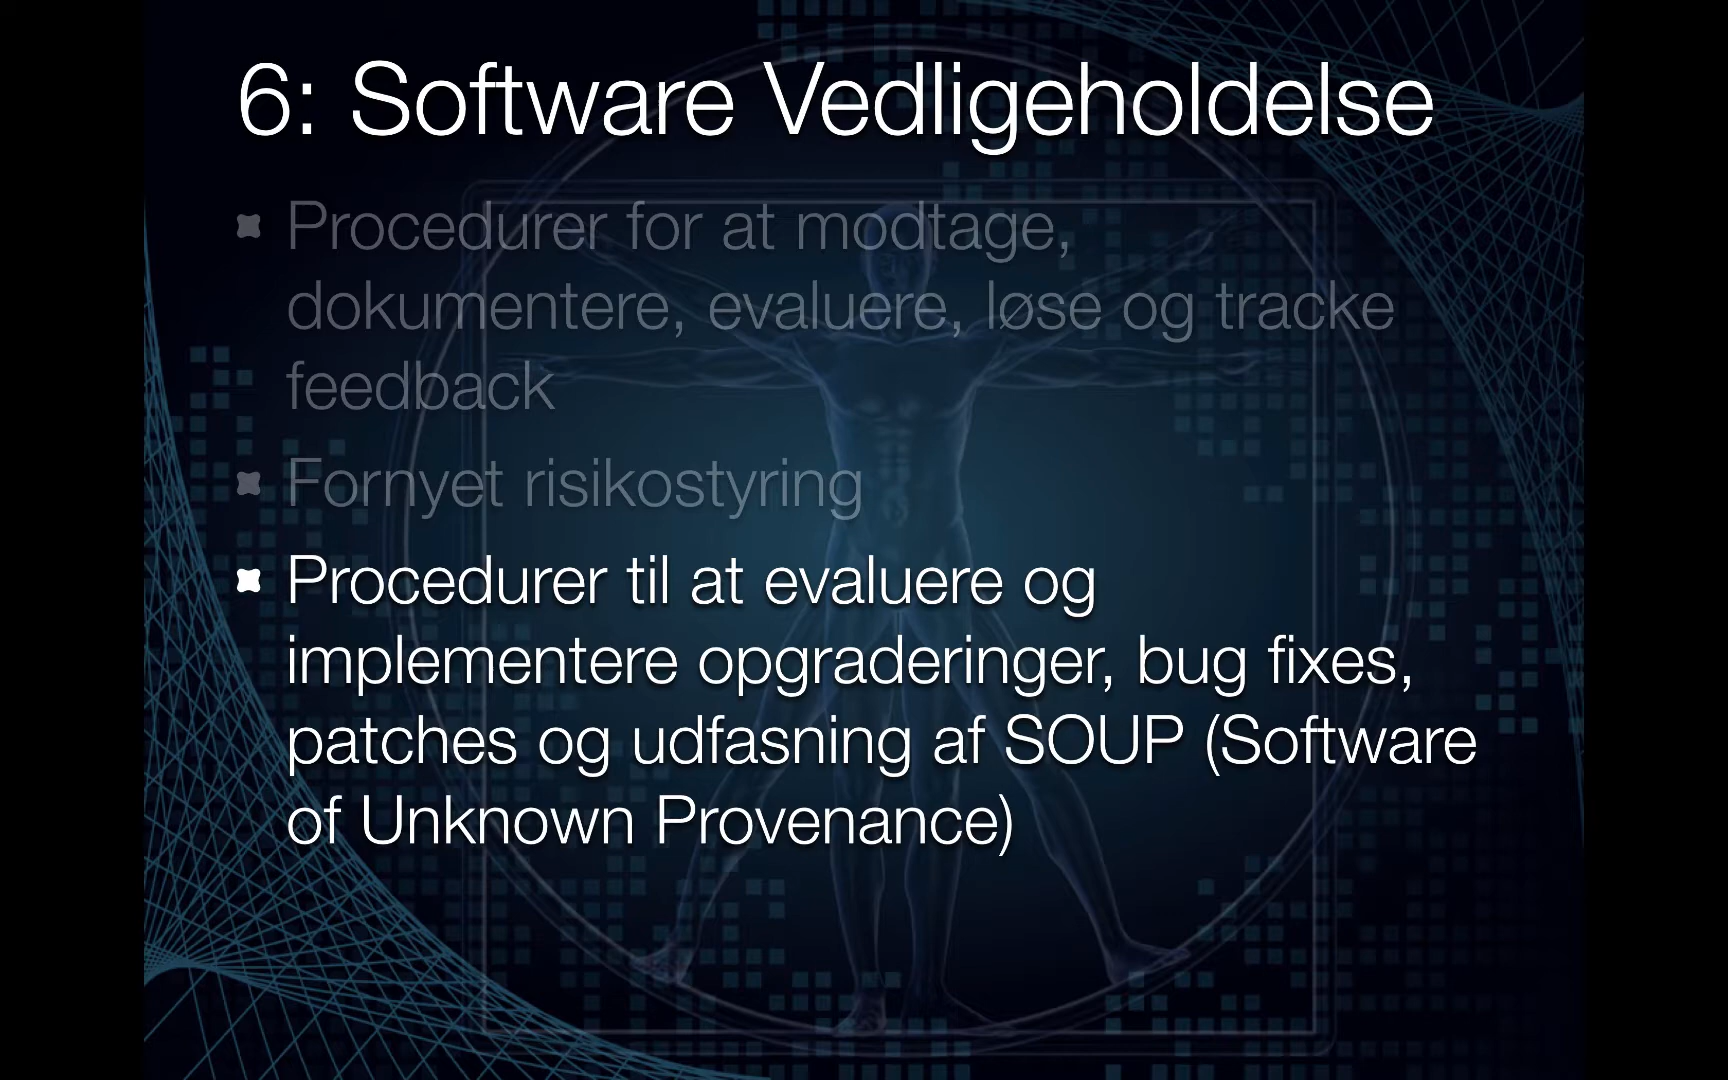 6: Software Vedligeholdelse
Procedurer for at modtage,
dokumentere, evaluere, løse og tracke
feedback
Fornyet risikostyring
Procedurer til at evaluere og
implementere opgraderinger, bug fixes,
patches og udfasning af SOUP (Software
of Unknown Provenance)